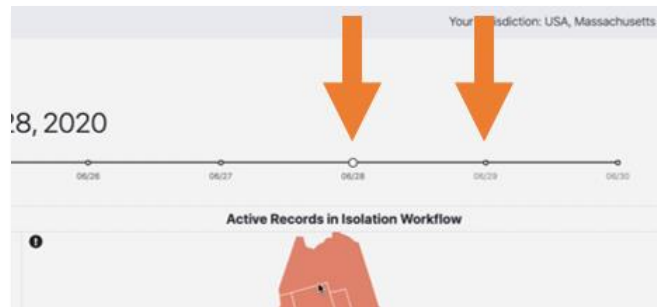 Your Jurisdiction: USA, Massachusetts
28, 2020
06/26 06/27 06/28 06/29 06/30
Active Records in Isolation Workflow